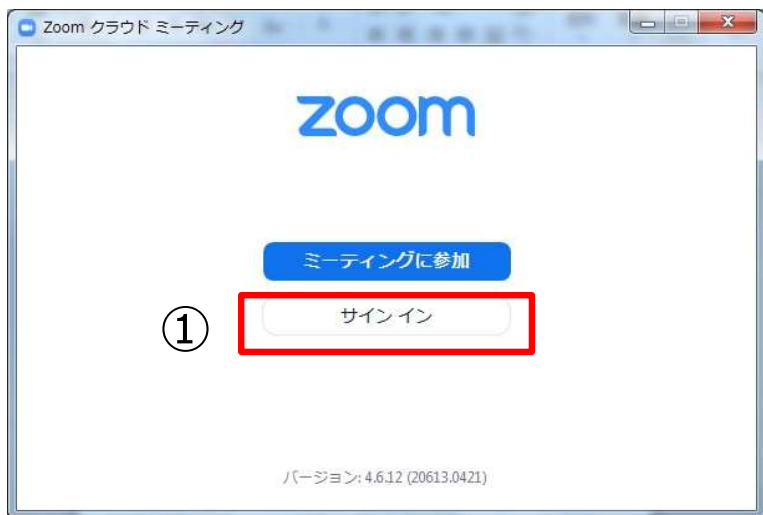 Zoom クラウド ミーティング
zoom
ミーティングに参加
①
サイン イン
バージョン: 4.6.12 (20613.0421)